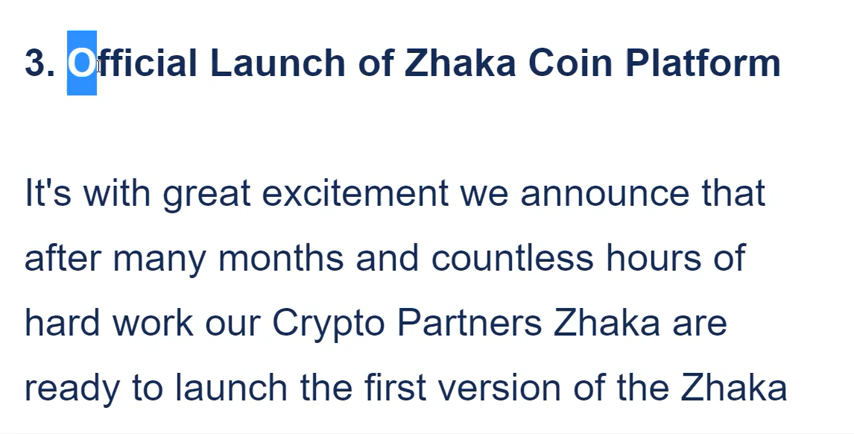 3. Official Launch of Zhaka Coin Platform
It's with great excitement we announce that
after many months and countless hours of
hard work our Crypto Partners Zhaka are
ready to launch the first version of the Zhaka